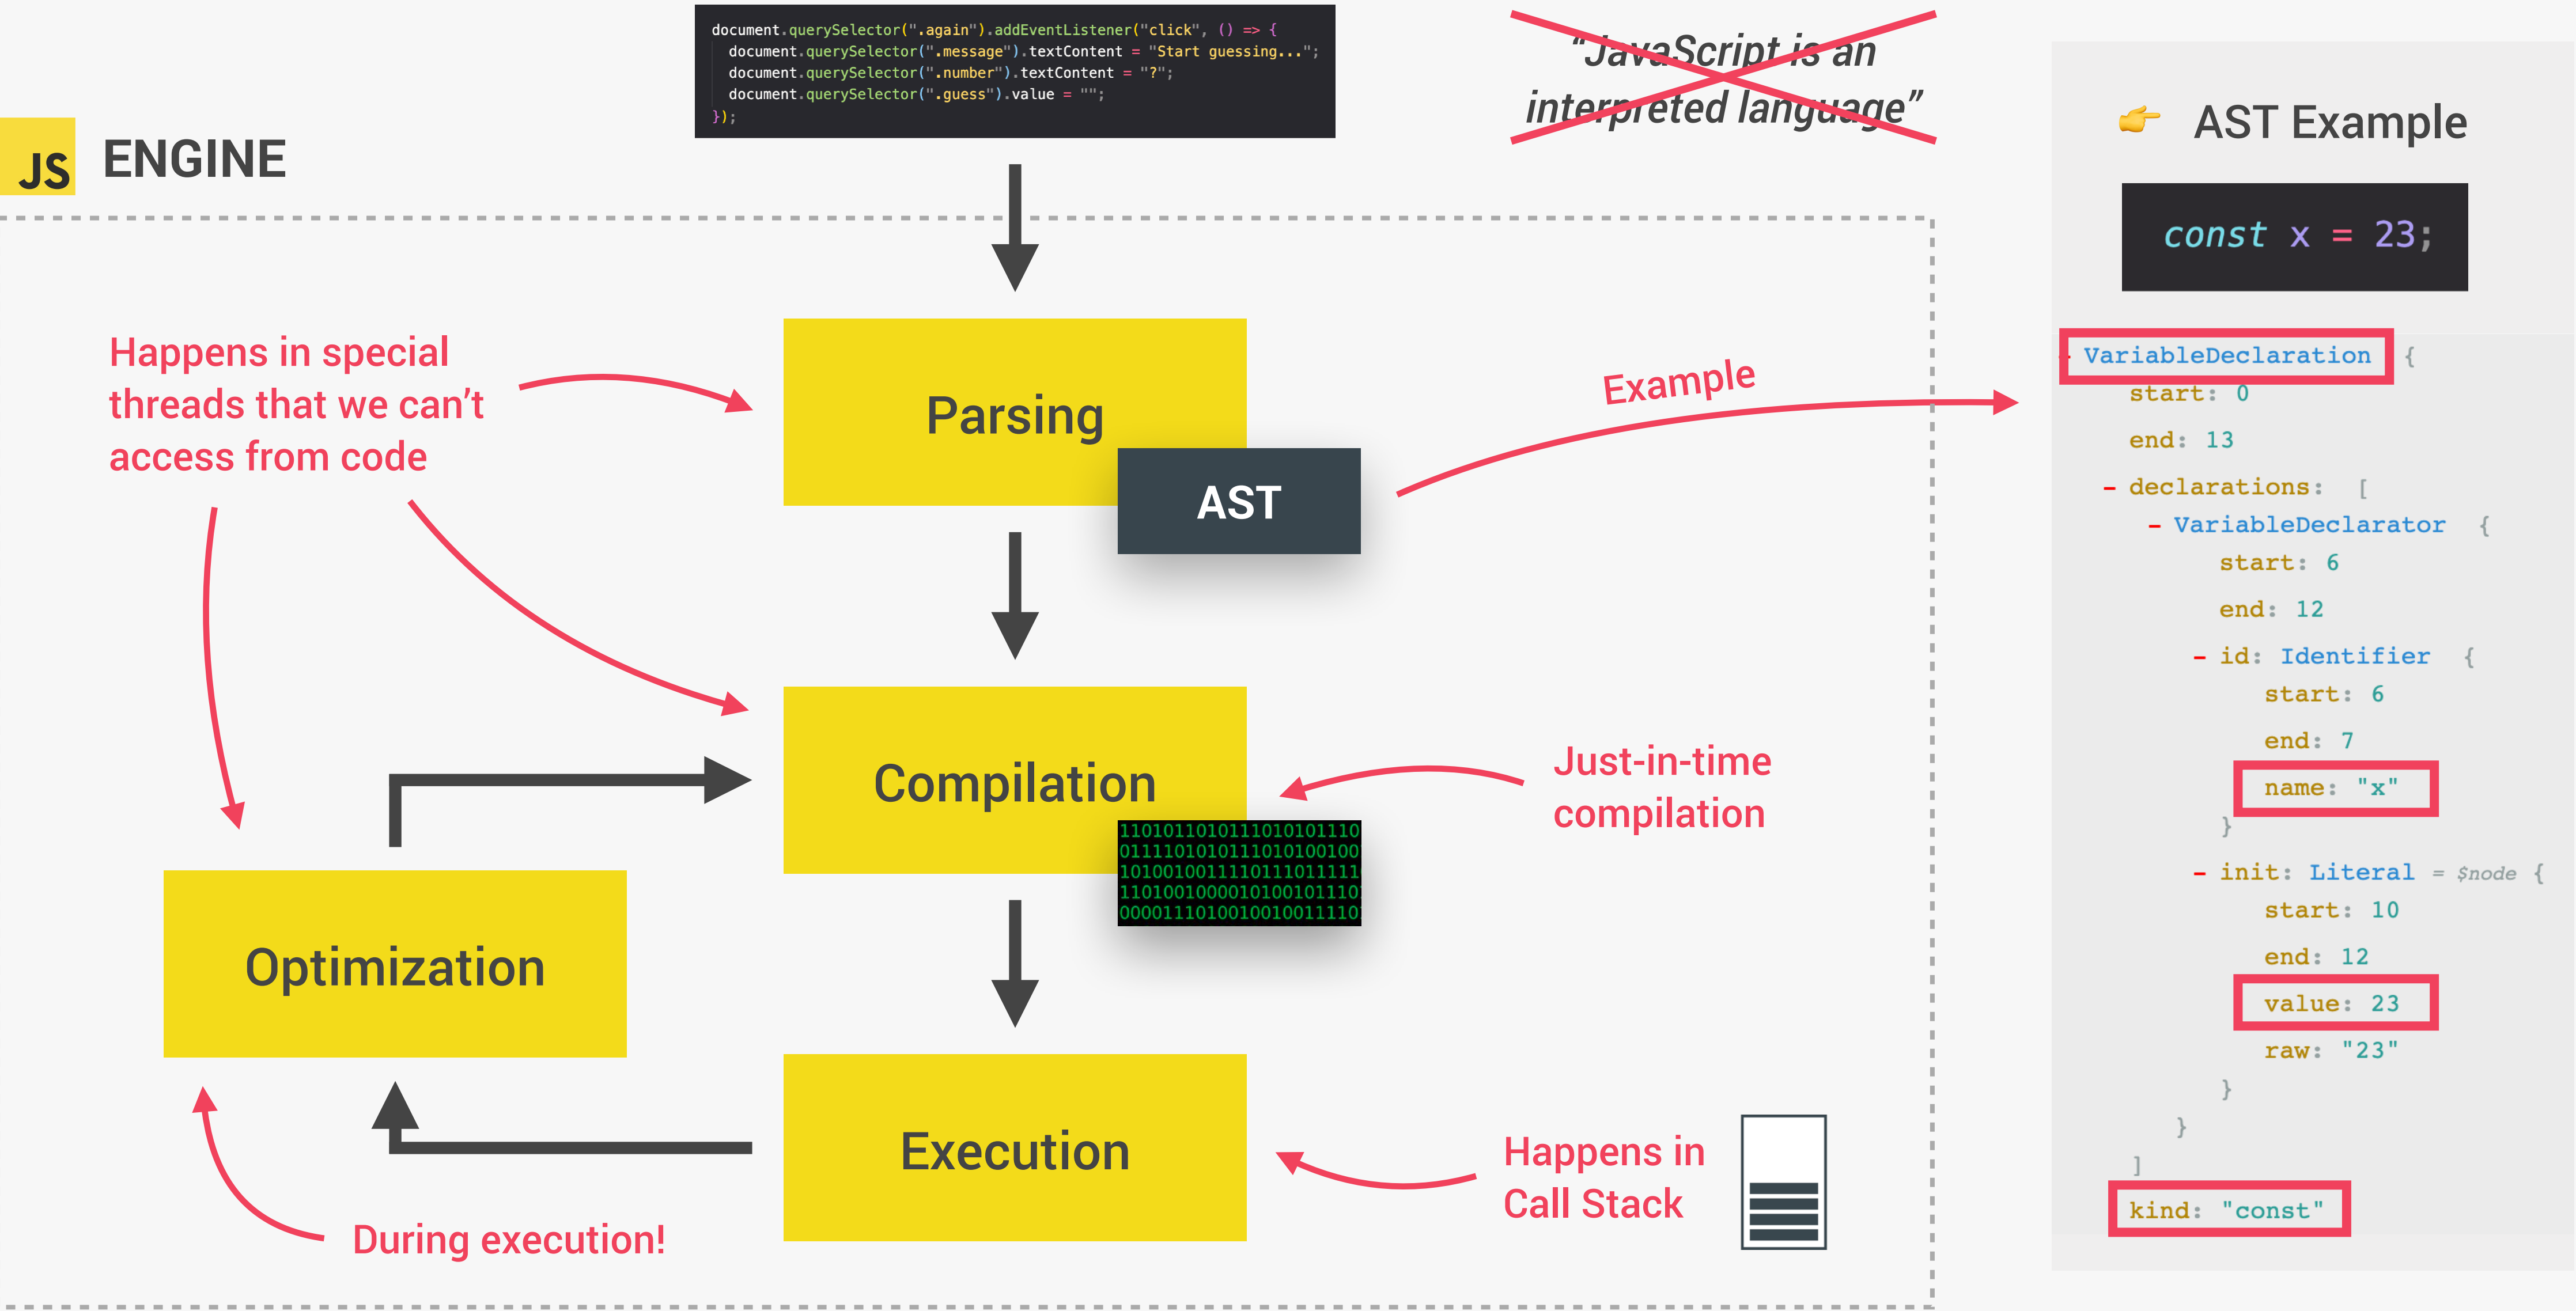 document.querySelector(".again").addEventListener("click", () => {
document.querySelector(".message").textContent = "Start guessing...";
document.querySelector(".number").textContent = "?";
document.querySelector(".guess").value = "";
});
“JavaScript is an
interpreted language”
JS ENGINE
Happens in special
threads that we can’t
access from code
Parsing
AST
Example
Compilation
Just-in-time
compilation
Optimization
Execution
Happens in
Call Stack
During execution!
👉 AST Example
const x = 23;
- VariableDeclaration {
start: 0
end: 13
- declarations: [
- VariableDeclarator {
start: 6
end: 12
- id: Identifier {
start: 6
end: 7
name: "x"
}
- init: Literal = $node {
start: 10
end: 12
value: 23
raw: "23"
}
}
]
kind: "const"